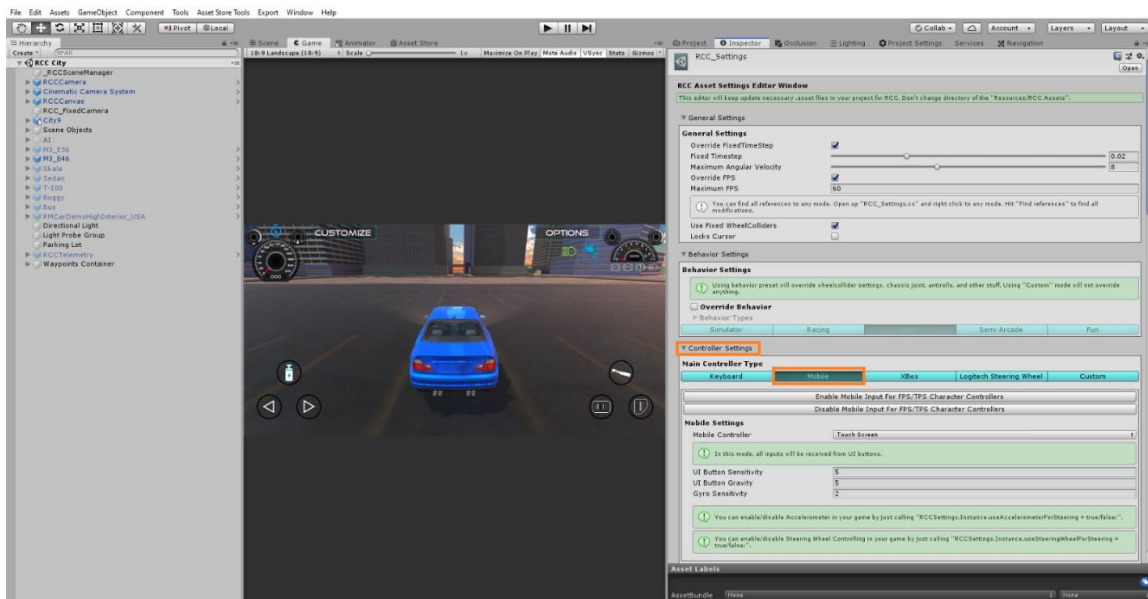 File Edit Assets GameObject Component Tools Asset Store Tools Export Window Help
Pivot Local Collab Account Layers Layout
Hierarchy
Create All
RCC City
_RCCSceneManager
RCCCamera
Cinematic Camera System
RCCCanvas
RCC_FixedCamera
City9
Scene Objects
AI
M3_E36
M3_E46
Skala
Sedan
T-100
Buggy
Bus
RMCarDemoHighInterior_USA
Directional Light
Light Probe Group
Parking Lot
RCCTelemetry
Waypoints Container
Scene Game Animator Asset Store
18:9 Landscape (18:9) Scale 1x Maximize On Play Mute Audio VSync Stats Gizmos
CUSTOMIZE OPTIONS
Project Inspector Occlusion Lighting Project Settings Services Navigation
RCC_Settings
Open
RCC Asset Settings Editor Window
This editor will keep update necessary .asset files in your project for RCC. Don't change directory of the "Resources/RCC Assets".
General Settings
General Settings
Override FixedTimeStep
Fixed Timestep 0.02
Maximum Angular Velocity 8
Override FPS
Maximum FPS 60
You can find all references to any mode. Open up "RCC_Settings.cs" and right click to any mode. Hit "Find references" to find all
modifications.
Use Fixed WheelColliders
Locks Cursor
Behavior Settings
Behavior Settings
Using behavior preset will override wheelcollider settings, chassis joint, antirolls, and other stuff. Using "Custom" mode will not override
anything.
Override Behavior
Behavior Types
Simulator Racing Semi Arcade Fun
Controller Settings
Main Controller Type
Keyboard Mobile XBox Logitech Steering Wheel Custom
Enable Mobile Input For FPS/TPS Character Controllers
Disable Mobile Input For FPS/TPS Character Controllers
Mobile Settings
Mobile Controller Touch Screen
In this mode, all inputs will be received from UI buttons.
UI Button Sensitivity 5
UI Button Gravity 5
Gyro Sensitivity 2
You can enable/disable Accelerometer in your game by just calling "RCCSettings.Instance.useAccelerometerForSteering = true/false;".
You can enable/disable Steering Wheel Controlling in your game by just calling "RCCSettings.Instance.useSteeringWheelForSteering =
true/false;".
Asset Labels
AssetBundle None None